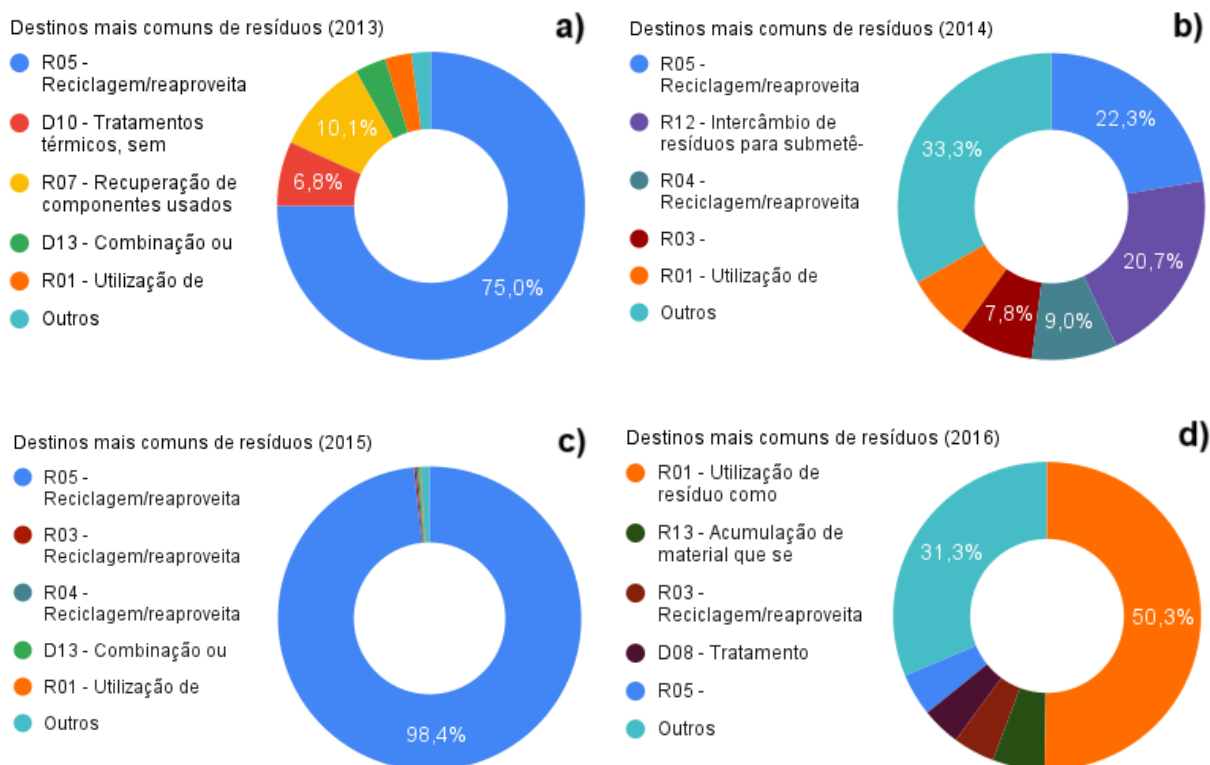 Destinos mais comuns de resíduos (2013)
a)
R05 -
Reciclagem/reaproveita
D10 - Tratamentos
térmicos, sem
R07 - Recuperação de
componentes usados
D13 - Combinação ou
R01 - Utilização de
Outros
10,1%
6,8%
75,0%
Destinos mais comuns de resíduos (2014)
b)
R05 -
Reciclagem/reaproveita
R12 - Intercâmbio de
resíduos para submetê-
R04 -
Reciclagem/reaproveita
R03 -
R01 - Utilização de
Outros
33,3%
22,3%
20,7%
7,8%
9,0%
Destinos mais comuns de resíduos (2015)
c)
R05 -
Reciclagem/reaproveita
R03 -
Reciclagem/reaproveita
R04 -
Reciclagem/reaproveita
D13 - Combinação ou
R01 - Utilização de
Outros
98,4%
Destinos mais comuns de resíduos (2016)
d)
R01 - Utilização de
resíduo como
R13 - Acumulação de
material que se
R03 -
Reciclagem/reaproveita
D08 - Tratamento
R05 -
Outros
31,3%
50,3%